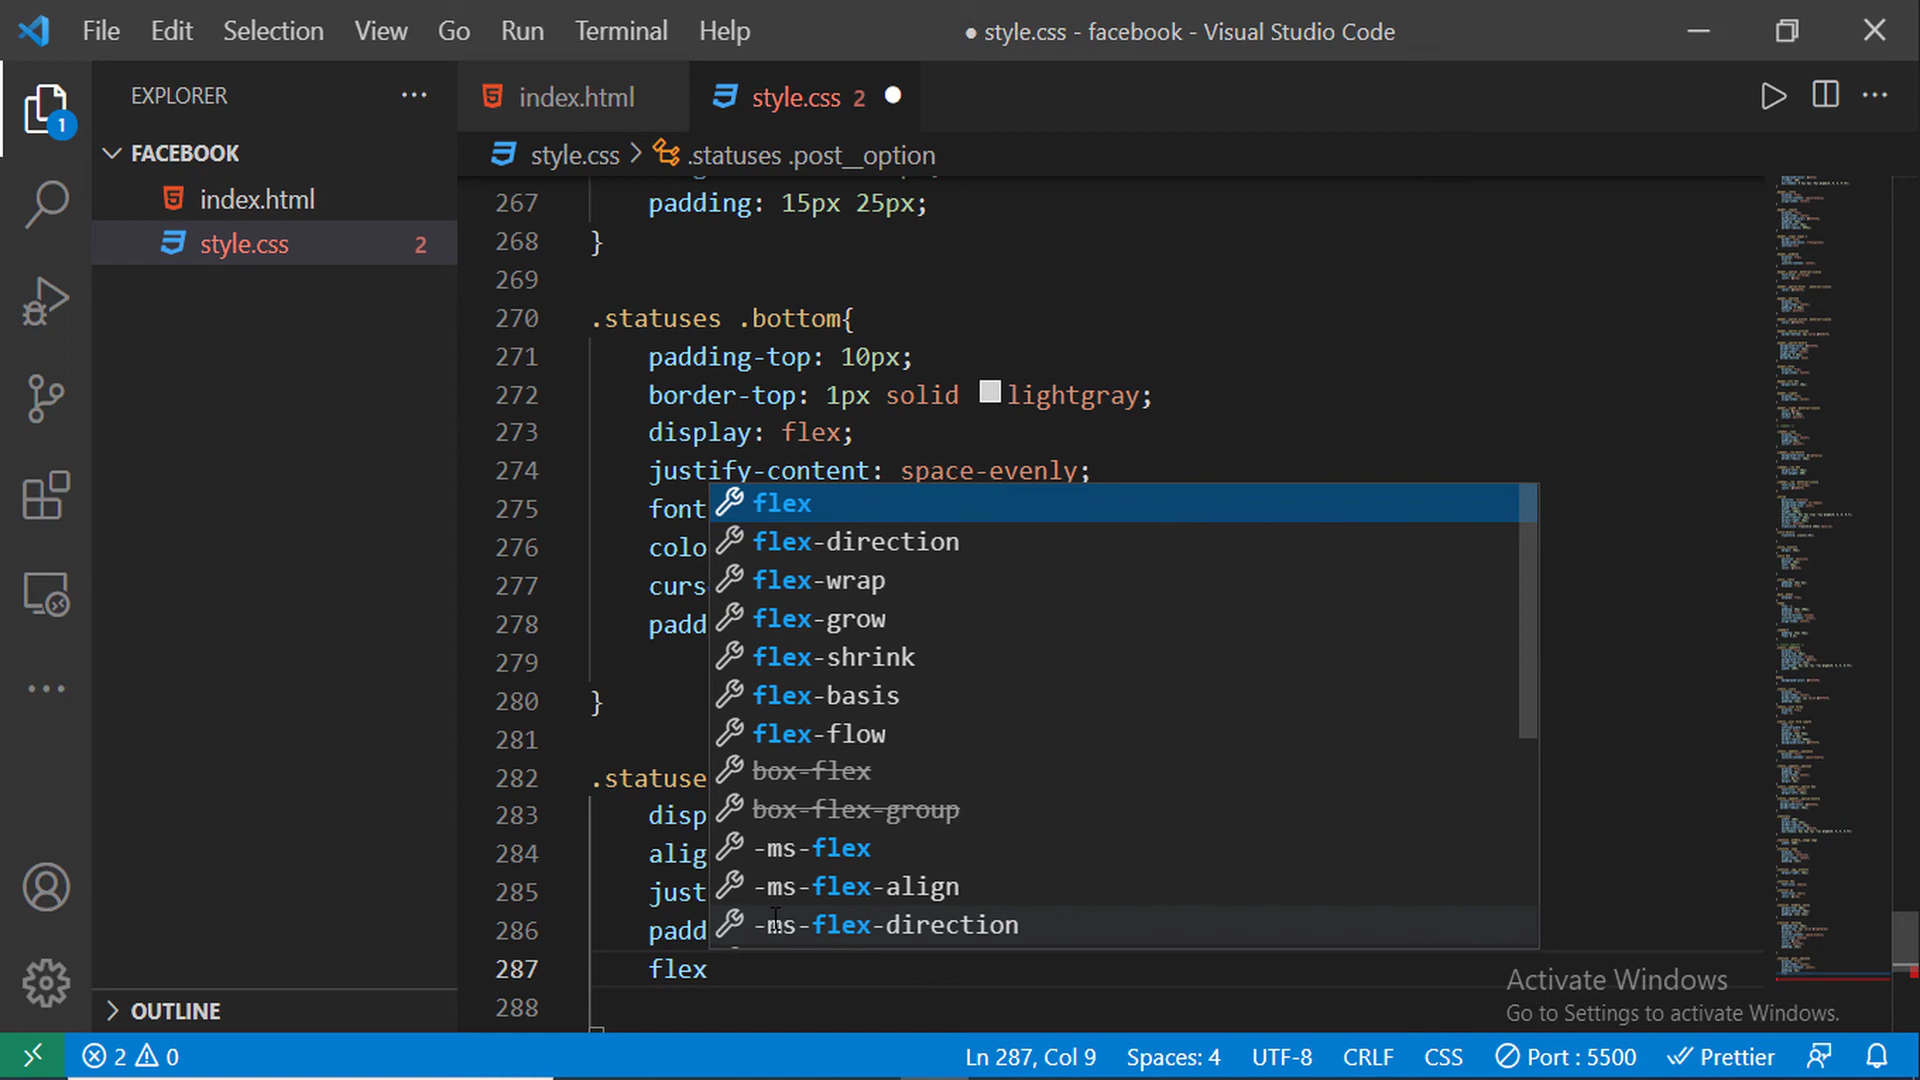 File Edit Selection View Go Run Terminal Help
● style.css - facebook - Visual Studio Code
EXPLORER ···
1
FACEBOOK
index.html
style.css 2
index.html
style.css 2 ●
style.css > .statuses .post__option
267 padding: 15px 25px;
268 }
269
270 .statuses .bottom{
271 padding-top: 10px;
272 border-top: 1px solid lightgray;
273 display: flex;
274 justify-content: space-evenly;
275 font
276 colo
277 curs
278 padd
279
280 }
281
282 .statuse
283 disp
284 alig
285 just
286 padd
287 flex
288
flex
flex-direction
flex-wrap
flex-grow
flex-shrink
flex-basis
flex-flow
box-flex
box-flex-group
-ms-flex
-ms-flex-align
-ms-flex-direction
OUTLINE
Activate Windows
Go to Settings to activate Windows.
2 0
Ln 287, Col 9 Spaces: 4 UTF-8 CRLF CSS Port : 5500 Prettier